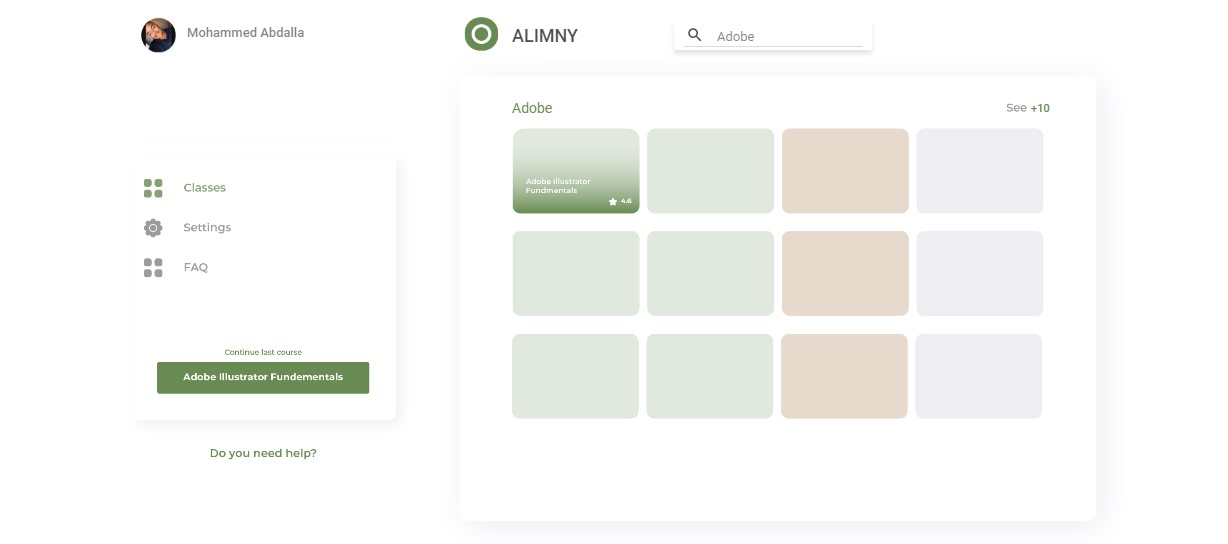 Mohammed Abdalla
ALIMNY
Adobe
Classes
Settings
FAQ
Continue last course
Adobe Illustrator Fundementals
Do you need help?
Adobe
See +10
Adobe Illustrator
Fundmentals
4.6